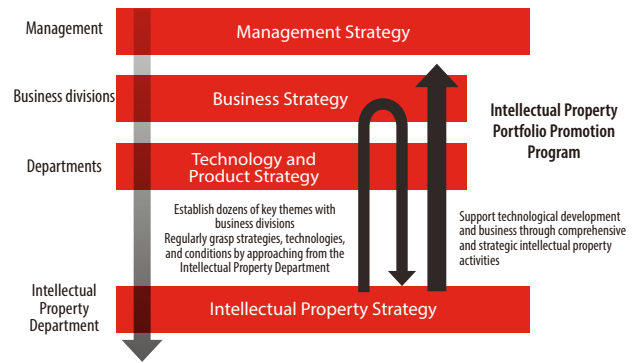 Management
Management Strategy
Business divisions
Business Strategy
Intellectual Property
Portfolio Promotion
Program
Departments
Technology and
Product Strategy
Establish dozens of key themes with
business divisions
Regularly grasp strategies, technologies,
and conditions by approaching from the
Intellectual Property Department
Support technological development
and business through comprehensive
and strategic intellectual property
activities
Intellectual
Property
Department
Intellectual Property Strategy